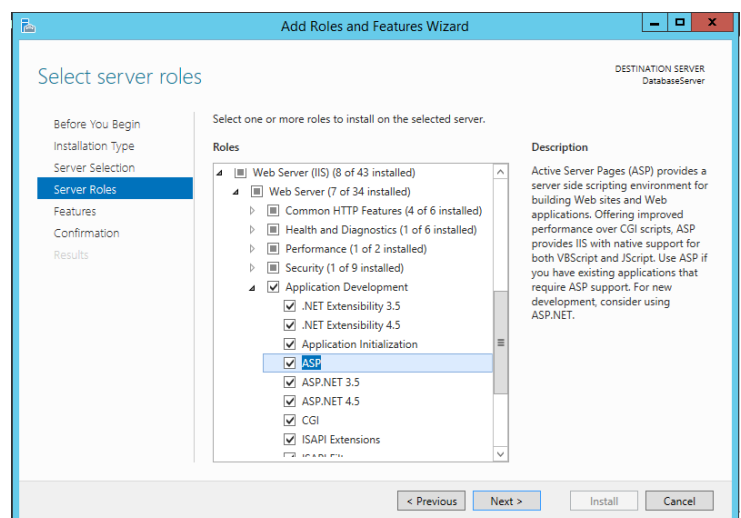 Add Roles and Features Wizard
Select server roles
DESTINATION SERVER
DatabaseServer
Before You Begin
Installation Type
Server Selection
Server Roles
Features
Confirmation
Results
Select one or more roles to install on the selected server.
Roles
Web Server (IIS) (8 of 43 installed)
Web Server (7 of 34 installed)
Common HTTP Features (4 of 6 installed)
Health and Diagnostics (1 of 6 installed)
Performance (1 of 2 installed)
Security (1 of 9 installed)
Application Development
.NET Extensibility 3.5
.NET Extensibility 4.5
Application Initialization
ASP
ASP.NET 3.5
ASP.NET 4.5
CGI
ISAPI Extensions
Description
Active Server Pages (ASP) provides a
server side scripting environment for
building Web sites and Web
applications. Offering improved
performance over CGI scripts, ASP
provides IIS with native support for
both VBScript and JScript. Use ASP if
you have existing applications that
require ASP support. For new
development, consider using
ASP.NET.
< Previous
Next >
Install
Cancel